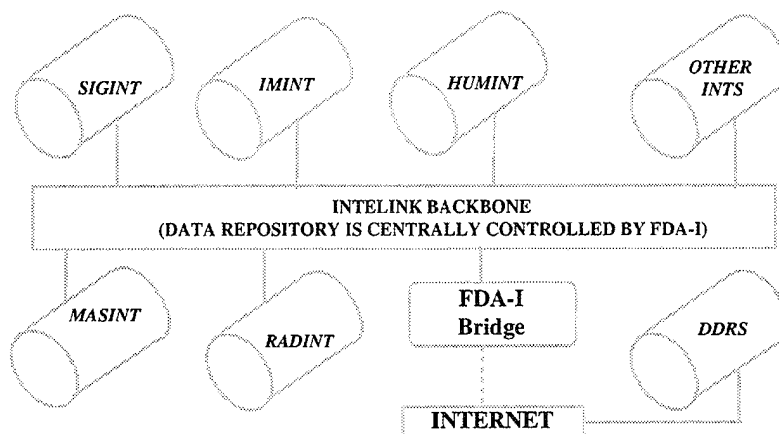 SIGINT
IMINT
HUMINT
OTHER
INTS
INTELINK BACKBONE
(DATA REPOSITORY IS CENTRALLY CONTROLLED BY FDA-I)
MASINT
RADINT
FDA-I
Bridge
DDRS
INTERNET